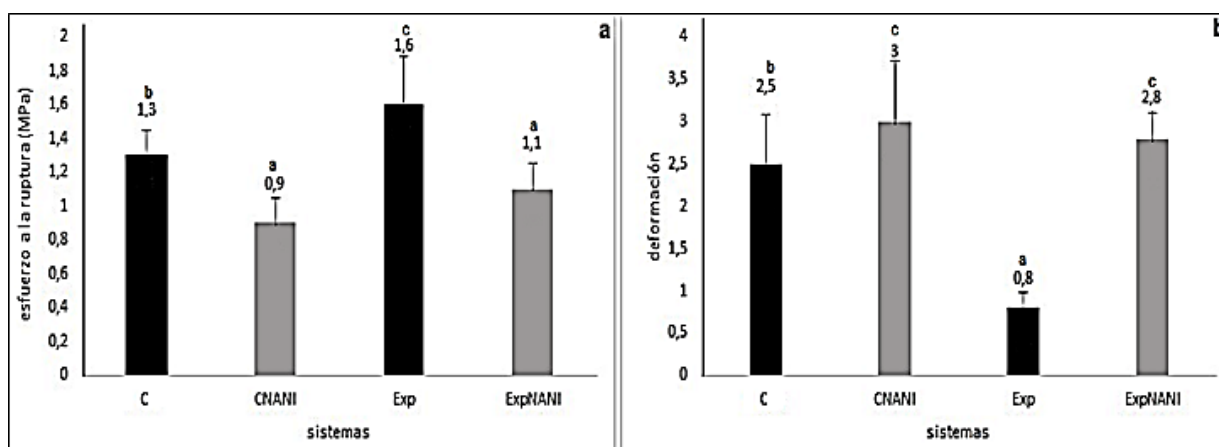 a
esfuerzo a la ruptura (MPa)
2
1,8
1,6
1,4
1,2
1
0,8
0,6
0,4
0,2
0
b
1,3
a
0,9
c
1,6
a
1,1
C CNANI Exp ExpNANI
sistemas
b
deformación
4
3,5
3
2,5
2
1,5
1
0,5
0
b
2,5
c
3
a
0,8
c
2,8
C CNANI Exp ExpNANI
sistemas